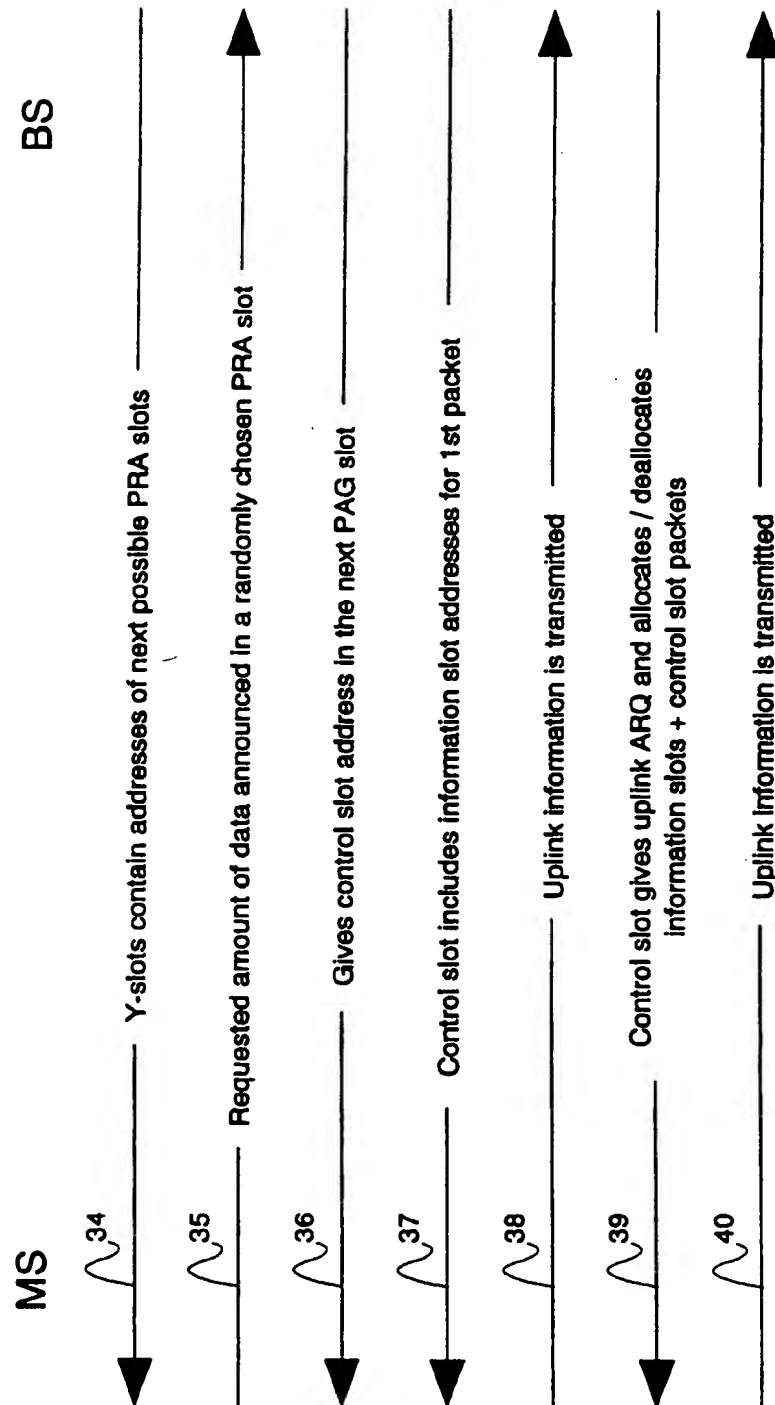 MS
BS
34
Y-slots contain addresses of next possible PRA slots
35
Requested amount of data announced in a randomly chosen PRA slot
36
Gives control slot address in the next PAG slot
37
Control slot includes information slot addresses for 1st packet
38
Uplink information is transmitted
39
Control slot gives uplink ARQ and allocates / deallocates
information slots + control slot packets
40
Uplink information is transmitted